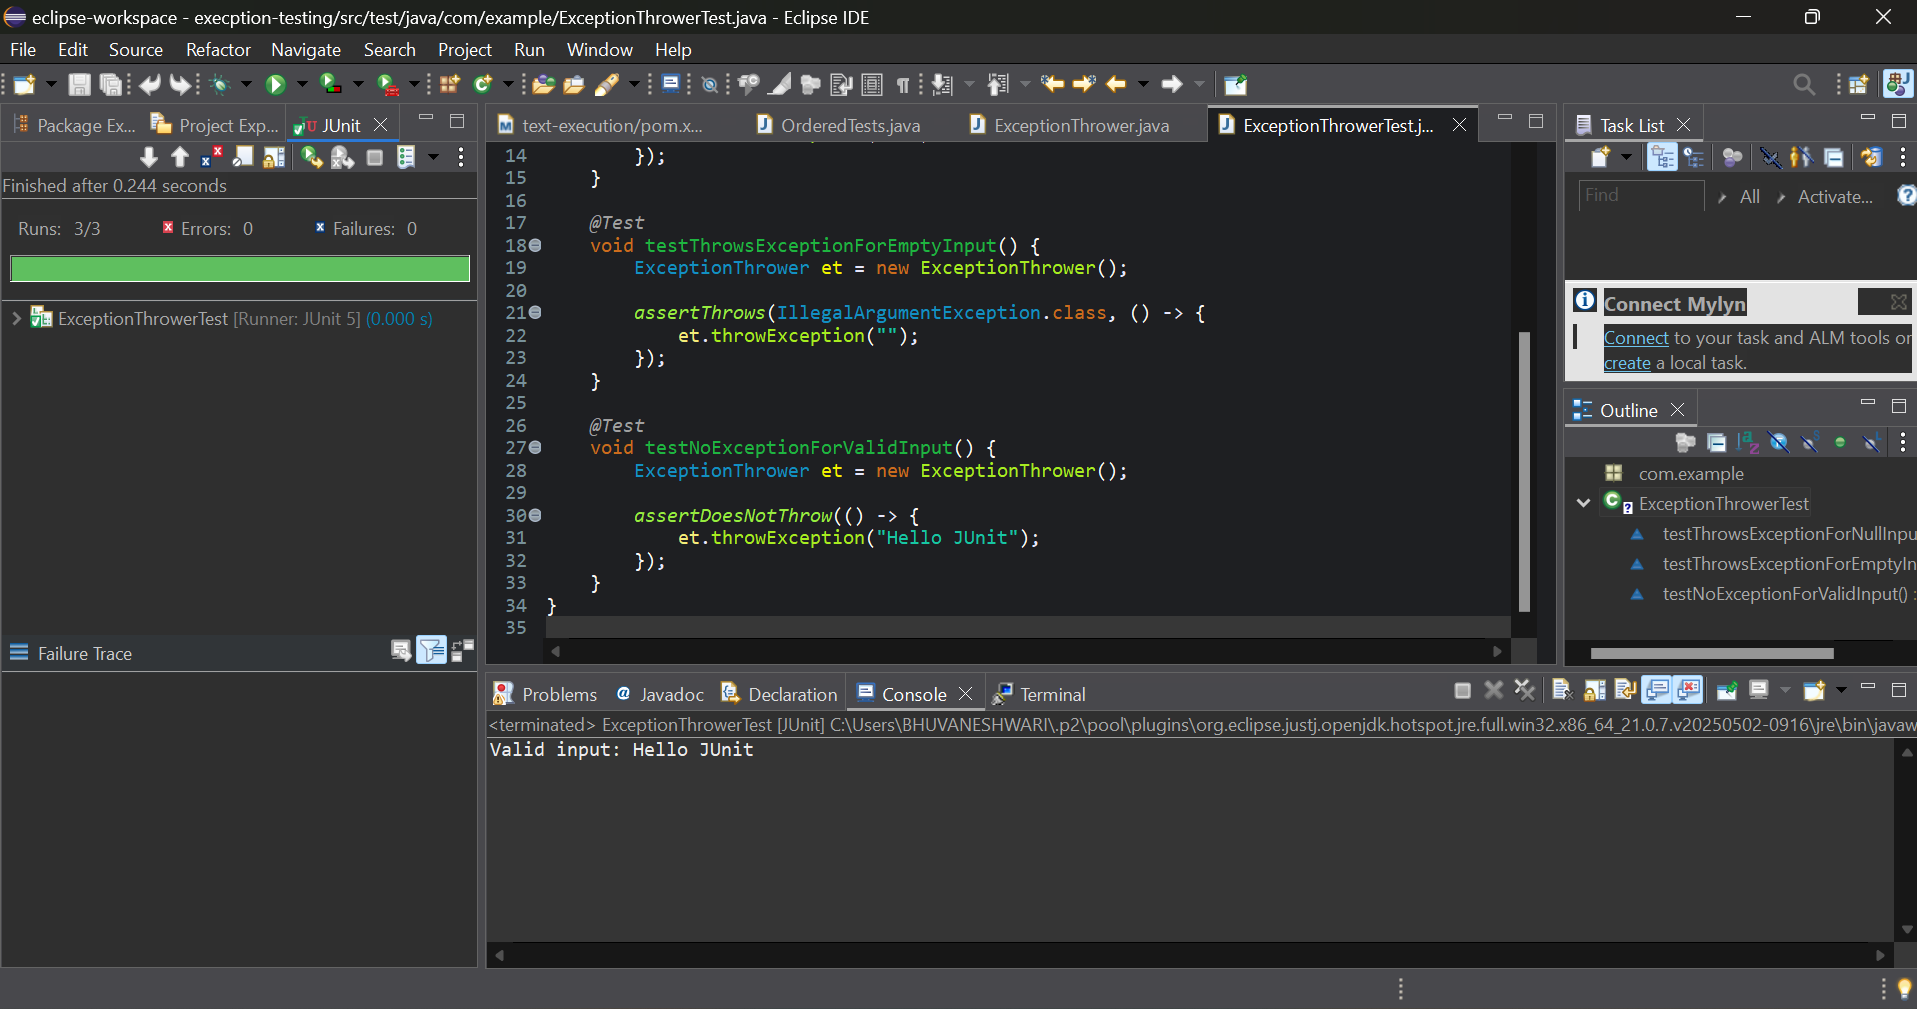 eclipse-workspace - execption-testing/src/test/java/com/example/ExceptionThrowerTest.java - Eclipse IDE
File Edit Source Refactor Navigate Search Project Run Window Help
Package Ex... Project Exp... JUnit
Finished after 0.244 seconds
Runs: 3/3 Errors: 0 Failures: 0
ExceptionThrowerTest [Runner: JUnit 5] (0.000 s)
Failure Trace
text-execution/pom.x... OrderedTests.java ExceptionThrower.java ExceptionThrowerTest.j...
14 });
15 }
16
17 @Test
18 void testThrowsExceptionForEmptyInput() {
19 ExceptionThrower et = new ExceptionThrower();
20
21 assertThrows(IllegalArgumentException.class, () -> {
22 et.throwException("");
23 });
24 }
25
26 @Test
27 void testNoExceptionForValidInput() {
28 ExceptionThrower et = new ExceptionThrower();
29
30 assertDoesNotThrow(() -> {
31 et.throwException("Hello JUnit");
32 });
33 }
34 }
35
Problems Javadoc Declaration Console Terminal
<terminated> ExceptionThrowerTest [JUnit] C:\Users\BHUVANESHWARI\.p2\pool\plugins\org.eclipse.justj.openjdk.hotspot.jre.full.win32.x86_64_21.0.7.v20250502-0916\jre\bin\javaw
Valid input: Hello JUnit
Task List
Find All Activate...
Connect Mylyn
Connect to your task and ALM tools or
create a local task.
Outline
com.example
ExceptionThrowerTest
testThrowsExceptionForNullInpu
testThrowsExceptionForEmptyIn
testNoExceptionForValidInput() :